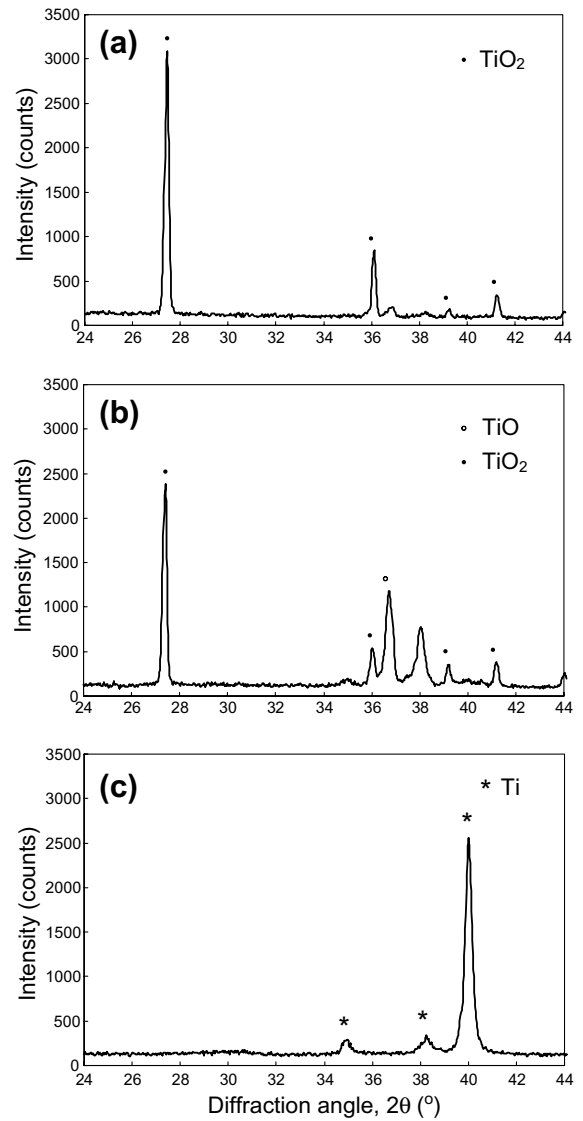 (a)
• TiO₂
3500
3000
2500
2000
1500
1000
500
0
24 26 28 30 32 34 36 38 40 42 44
Intensity (counts)
(b)
○ TiO
• TiO₂
3500
3000
2500
2000
1500
1000
500
0
24 26 28 30 32 34 36 38 40 42 44
Intensity (counts)
(c)
* Ti
3500
3000
2500
2000
1500
1000
500
0
24 26 28 30 32 34 36 38 40 42 44
Intensity (counts)
Diffraction angle, 2θ (°)